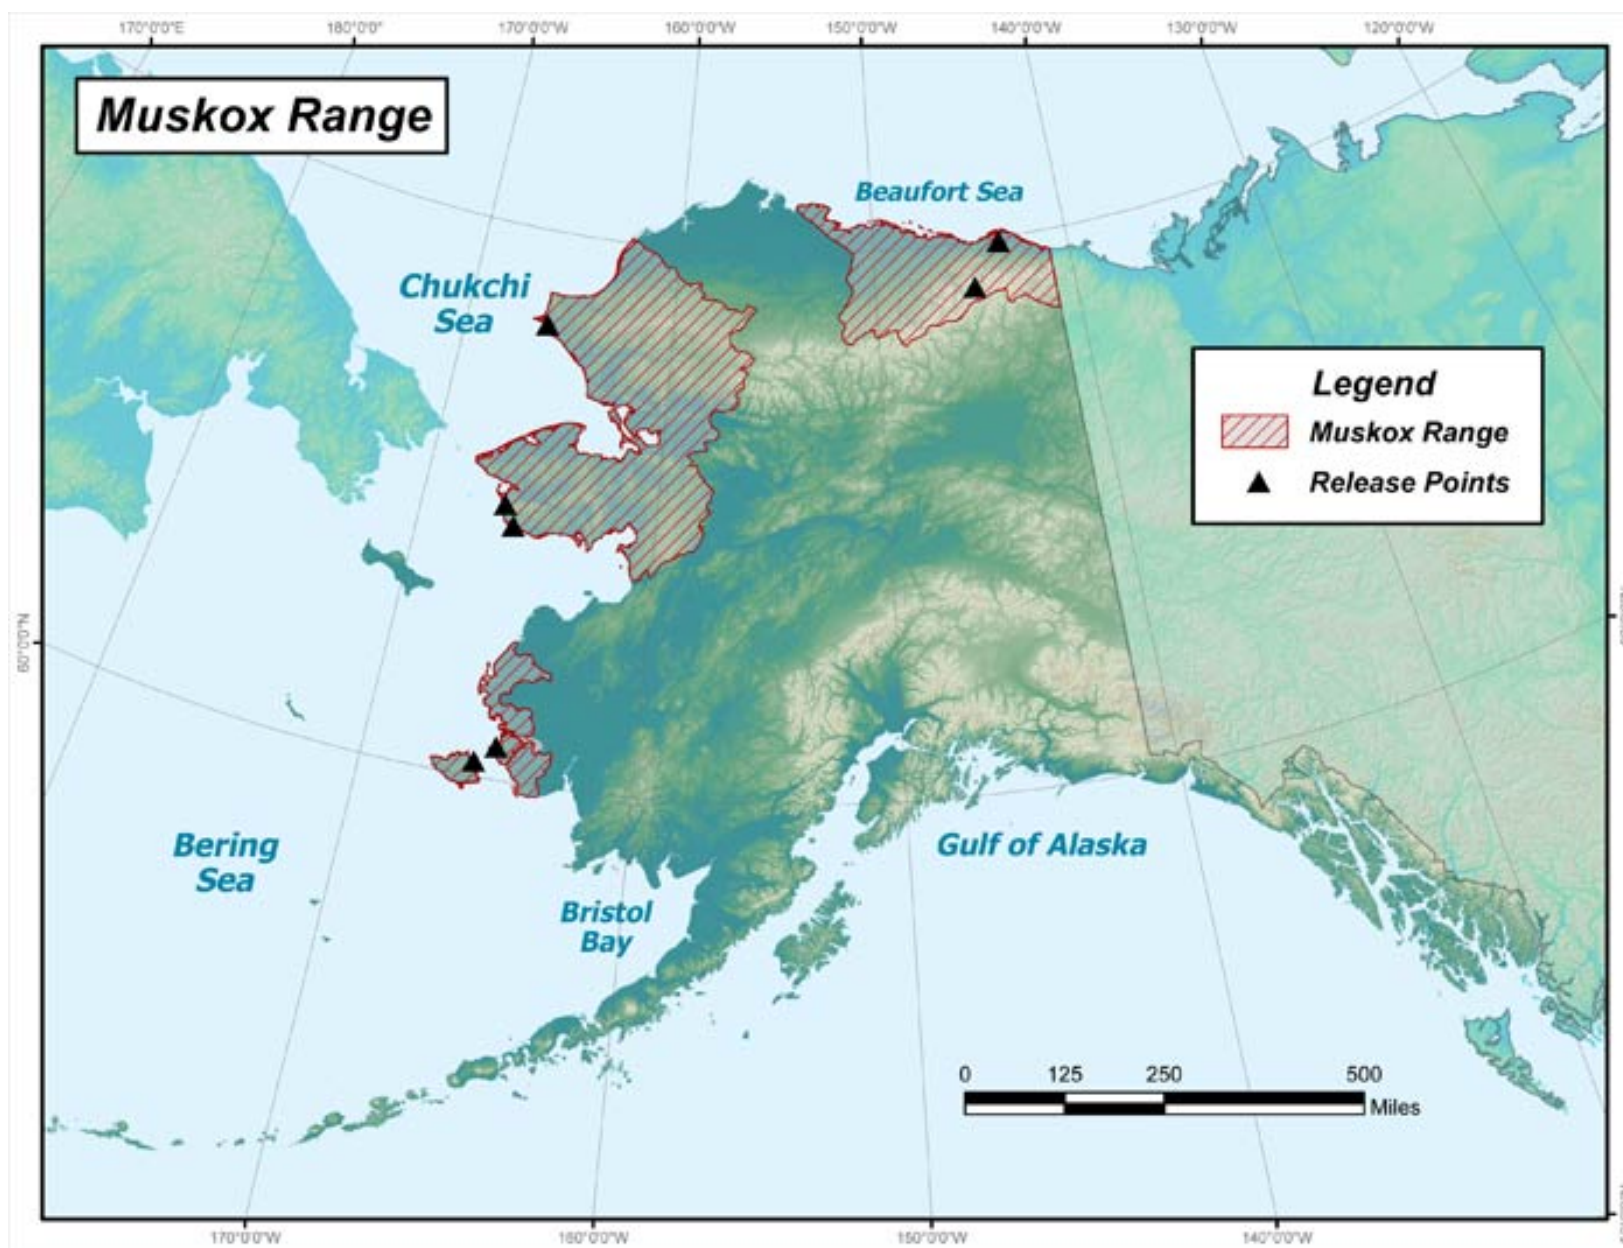 170°0'0"E 180°0'0" 170°0'0"W 160°0'0"W 150°0'0"W 140°0'0"W 130°0'0"W 120°0'0"W
Muskox Range
Beaufort Sea
Chukchi
Sea
Legend
Muskox Range
Release Points
60°0'0"N
Bering
Sea
Gulf of Alaska
Bristol
Bay
0 125 250 500
Miles
170°0'0"W 160°0'0"W 150°0'0"W 140°0'0"W